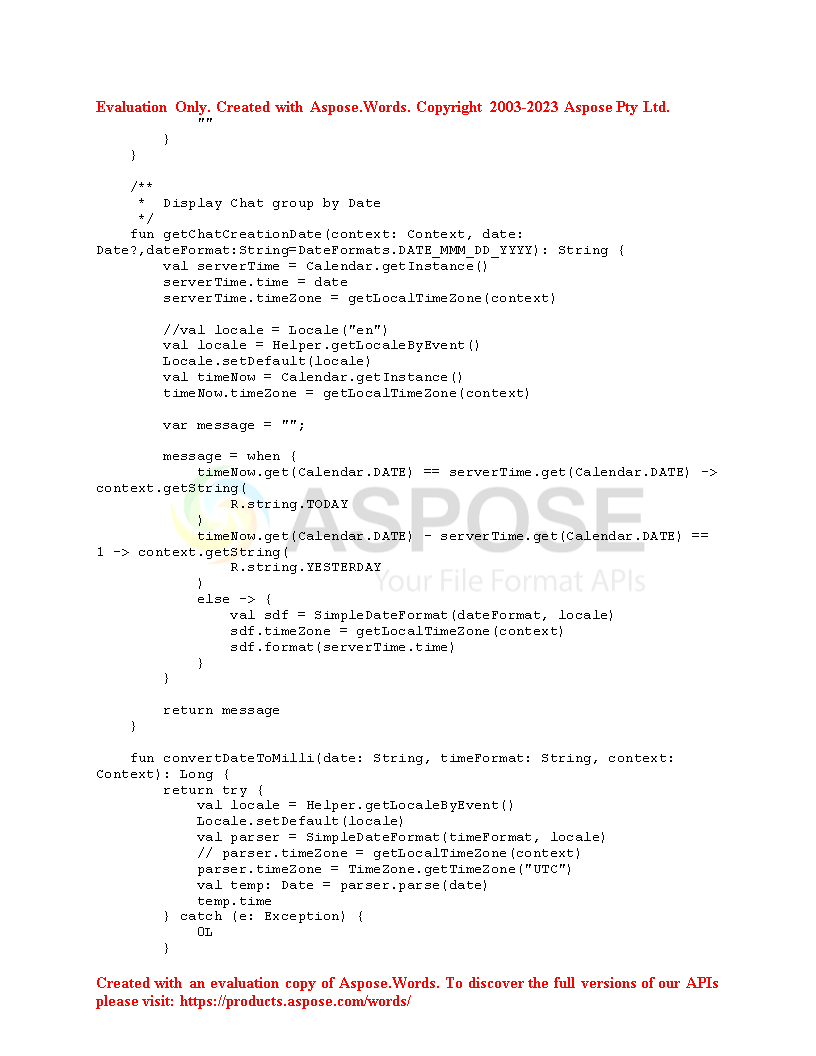 Evaluation Only. Created with Aspose.Words. Copyright 2003-2023 Aspose Pty Ltd.
            ""
        }
    }

    /**
     *  Display Chat group by Date
     */
    fun getChatCreationDate(context: Context, date:
Date?,dateFormat:String=DateFormats.DATE_MMM_DD_YYYY): String {
        val serverTime = Calendar.getInstance()
        serverTime.time = date
        serverTime.timeZone = getLocalTimeZone(context)

        //val locale = Locale("en")
        val locale = Helper.getLocaleByEvent()
        Locale.setDefault(locale)
        val timeNow = Calendar.getInstance()
        timeNow.timeZone = getLocalTimeZone(context)

        var message = "";

        message = when {
            timeNow.get(Calendar.DATE) == serverTime.get(Calendar.DATE) ->
context.getString(
                R.string.TODAY
            )
            timeNow.get(Calendar.DATE) - serverTime.get(Calendar.DATE) ==
1 -> context.getString(
                R.string.YESTERDAY
            )
            else -> {
                val sdf = SimpleDateFormat(dateFormat, locale)
                sdf.timeZone = getLocalTimeZone(context)
                sdf.format(serverTime.time)
            }
        }

        return message
    }

    fun convertDateToMilli(date: String, timeFormat: String, context:
Context): Long {
        return try {
            val locale = Helper.getLocaleByEvent()
            Locale.setDefault(locale)
            val parser = SimpleDateFormat(timeFormat, locale)
            // parser.timeZone = getLocalTimeZone(context)
            parser.timeZone = TimeZone.getTimeZone("UTC")
            val temp: Date = parser.parse(date)
            temp.time
        } catch (e: Exception) {
            0L
        }
ASPOSE
Your File Format APIs
Created with an evaluation copy of Aspose.Words. To discover the full versions of our APIs
please visit: https://products.aspose.com/words/